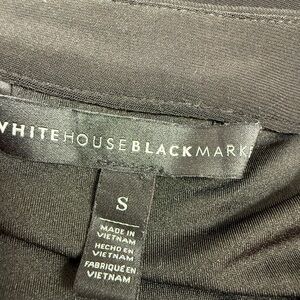 WHITEHOUSEBLACKMARK
S
MADE IN
VIETNAM
HECHO EN
VIETNAM
FABRIQUÉ EN
VIETNAM